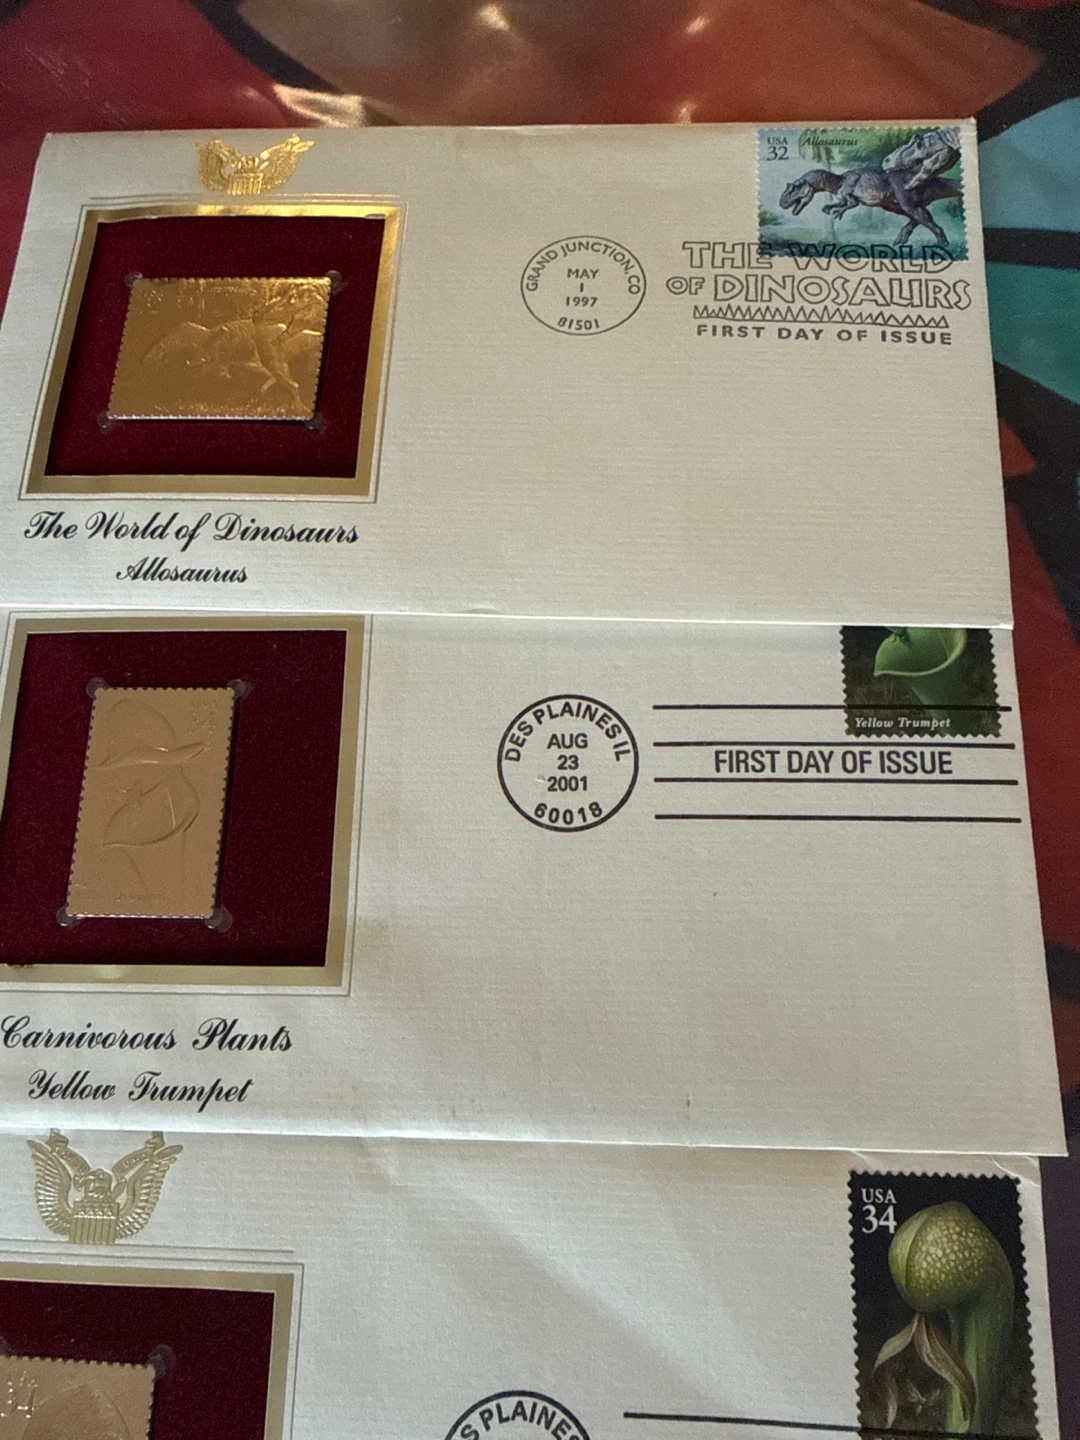 USA
32
Allosaurus
GRAND JUNCTION, CO
MAY
1
1997
81501
THE WORLD
OF DINOSAURS
FIRST DAY OF ISSUE
The World of Dinosaurs
Allosaurus
Yellow Trumpet
DES PLAINES IL
AUG
23
2001
60018
FIRST DAY OF ISSUE
Carnivorous Plants
Yellow Trumpet
USA
34
34
S PLAINES